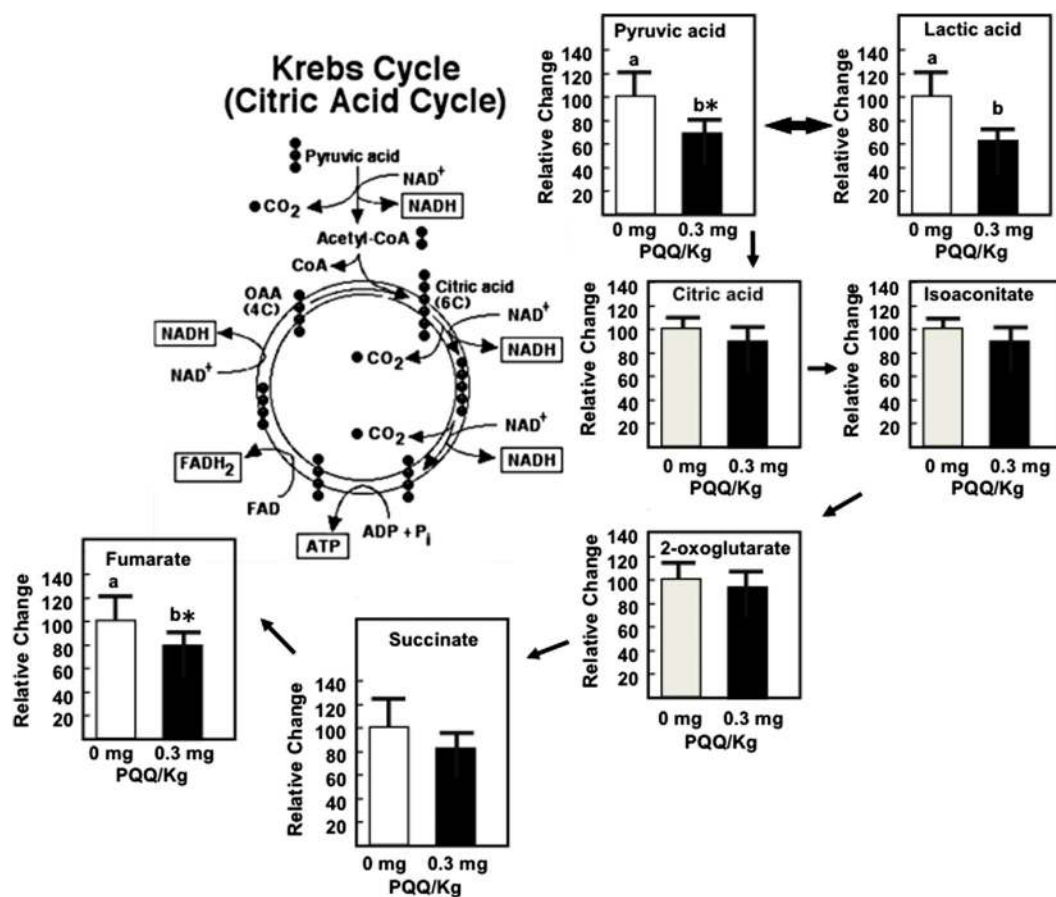 Krebs Cycle
(Citric Acid Cycle)
Pyruvic acid
NAD+
CO2
NADH
Acetyl-CoA
CoA
OAA
(4C)
Citric acid
(6C)
NAD+
NADH
CO2
NADH
NAD+
CO2
NAD+
NADH
FADH2
FAD
ATP
ADP + Pi
Pyruvic acid
Relative Change
140
120
100
80
60
40
20
a
b*
0 mg
0.3 mg
PQQ/Kg
Lactic acid
Relative Change
140
120
100
80
60
40
20
a
b
0 mg
0.3 mg
PQQ/Kg
Citric acid
Relative Change
140
120
100
80
60
40
20
0 mg
0.3 mg
PQQ/Kg
Isoaconitate
Relative Change
140
120
100
80
60
40
20
0 mg
0.3 mg
PQQ/Kg
2-oxoglutarate
Relative Change
140
120
100
80
60
40
20
0 mg
0.3 mg
PQQ/Kg
Succinate
Relative Change
140
120
100
80
60
40
20
0 mg
0.3 mg
PQQ/Kg
Fumarate
Relative Change
140
120
100
80
60
40
20
a
b*
0 mg
0.3 mg
PQQ/Kg